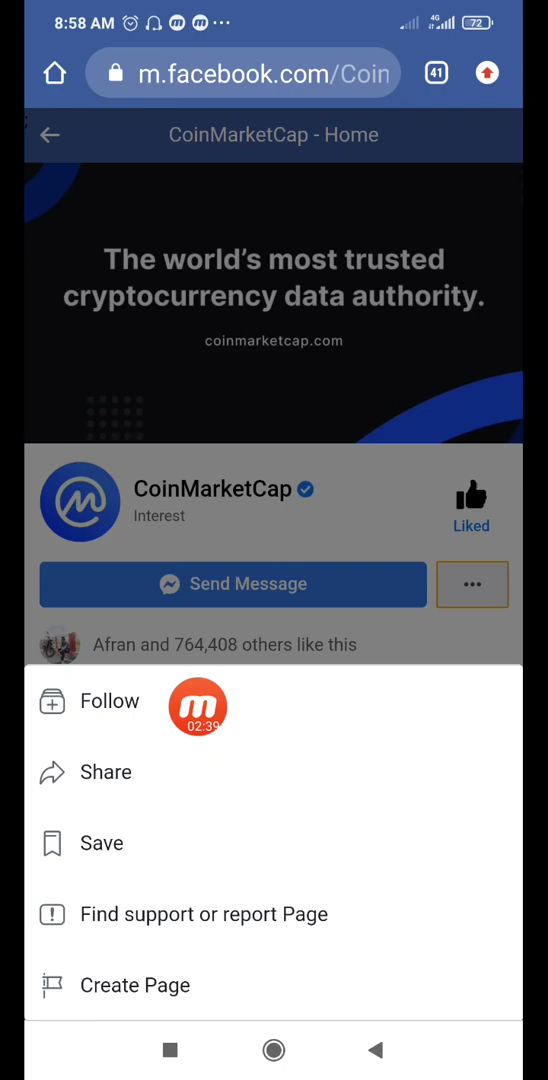 8:58 AM
4G
72
m.facebook.com/Coin
41
CoinMarketCap - Home
The world's most trusted
cryptocurrency data authority.
coinmarketcap.com
CoinMarketCap
Interest
Liked
Send Message
Afran and 764,408 others like this
Follow
02:39
Share
Save
Find support or report Page
Create Page